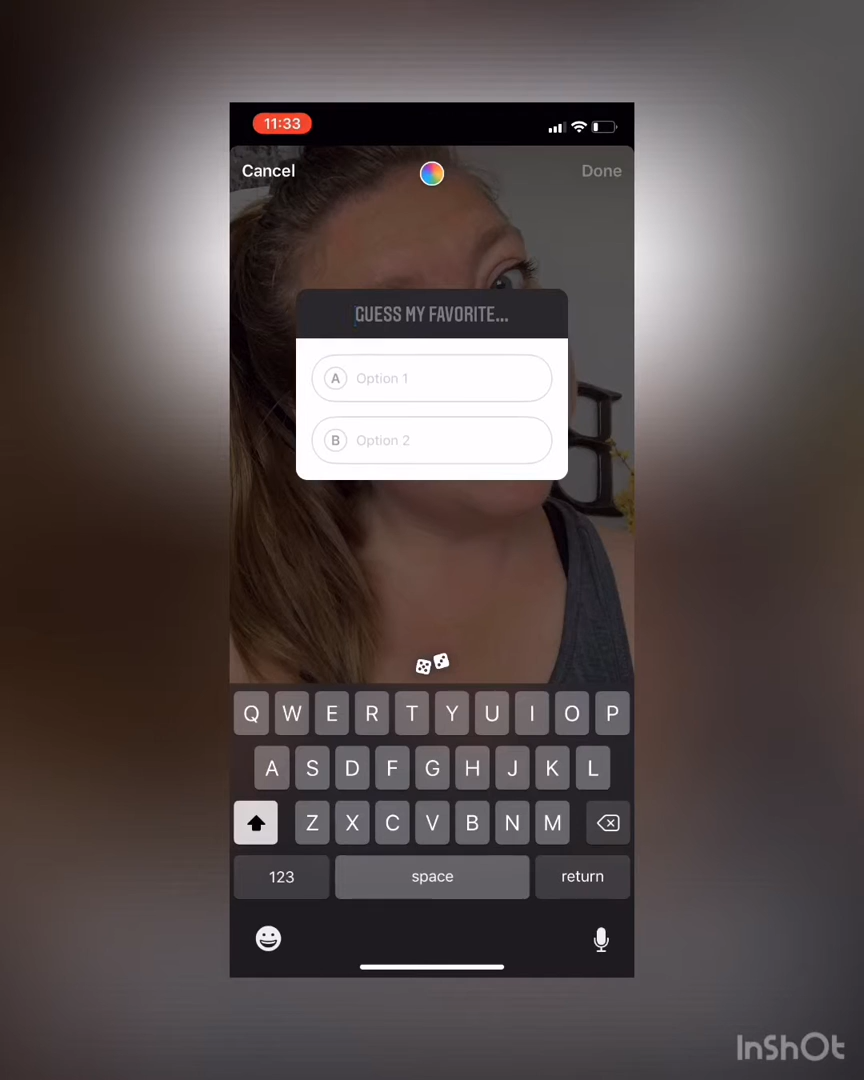 11:33
Cancel
Done
GUESS MY FAVORITE...
A Option 1
B Option 2
Q W E R T Y U I O P
A S D F G H J K L
Z X C V B N M
123 space return
InShOt